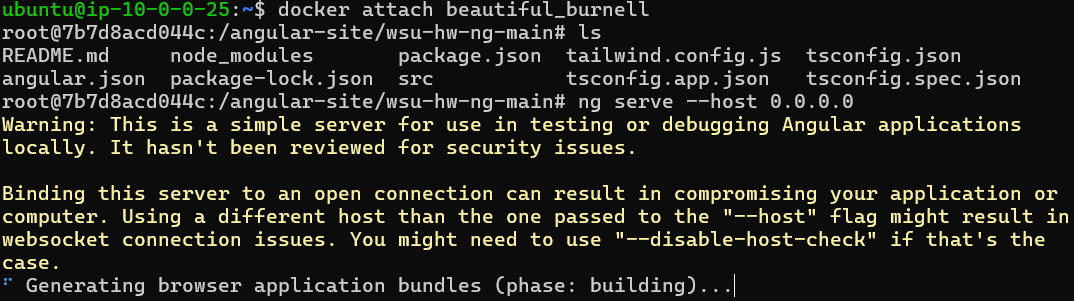 ubuntu@ip-10-0-0-25:~$ docker attach beautiful_burnell
root@7b7d8acd044c:/angular-site/wsu-hw-ng-main# ls
README.md     node_modules       package.json  tailwind.config.js  tsconfig.json
angular.json  package-lock.json  src           tsconfig.app.json   tsconfig.spec.json
root@7b7d8acd044c:/angular-site/wsu-hw-ng-main# ng serve --host 0.0.0.0
Warning: This is a simple server for use in testing or debugging Angular applications
locally. It hasn't been reviewed for security issues.

Binding this server to an open connection can result in compromising your application or
computer. Using a different host than the one passed to the "--host" flag might result in
websocket connection issues. You might need to use "--disable-host-check" if that's the
case.
⠋ Generating browser application bundles (phase: building)...